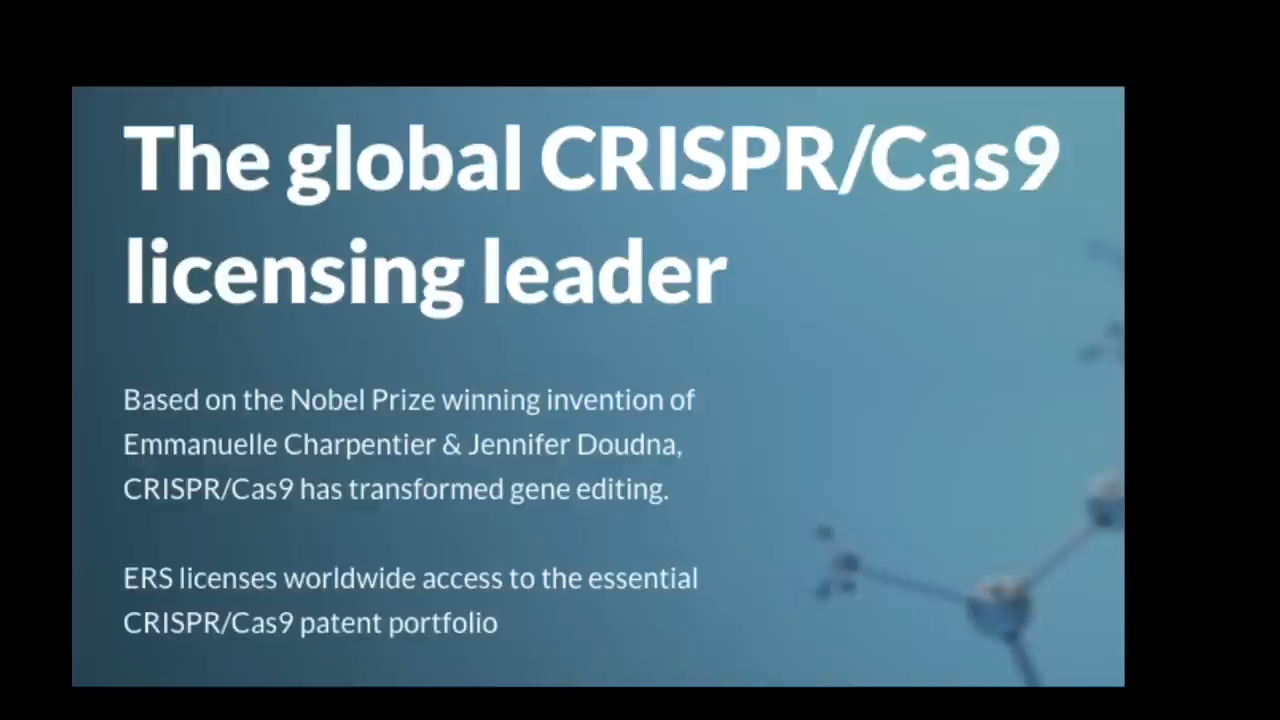 The global CRISPR/Cas9
licensing leader
Based on the Nobel Prize winning invention of
Emmanuelle Charpentier & Jennifer Doudna,
CRISPR/Cas9 has transformed gene editing.
ERS licenses worldwide access to the essential
CRISPR/Cas9 patent portfolio